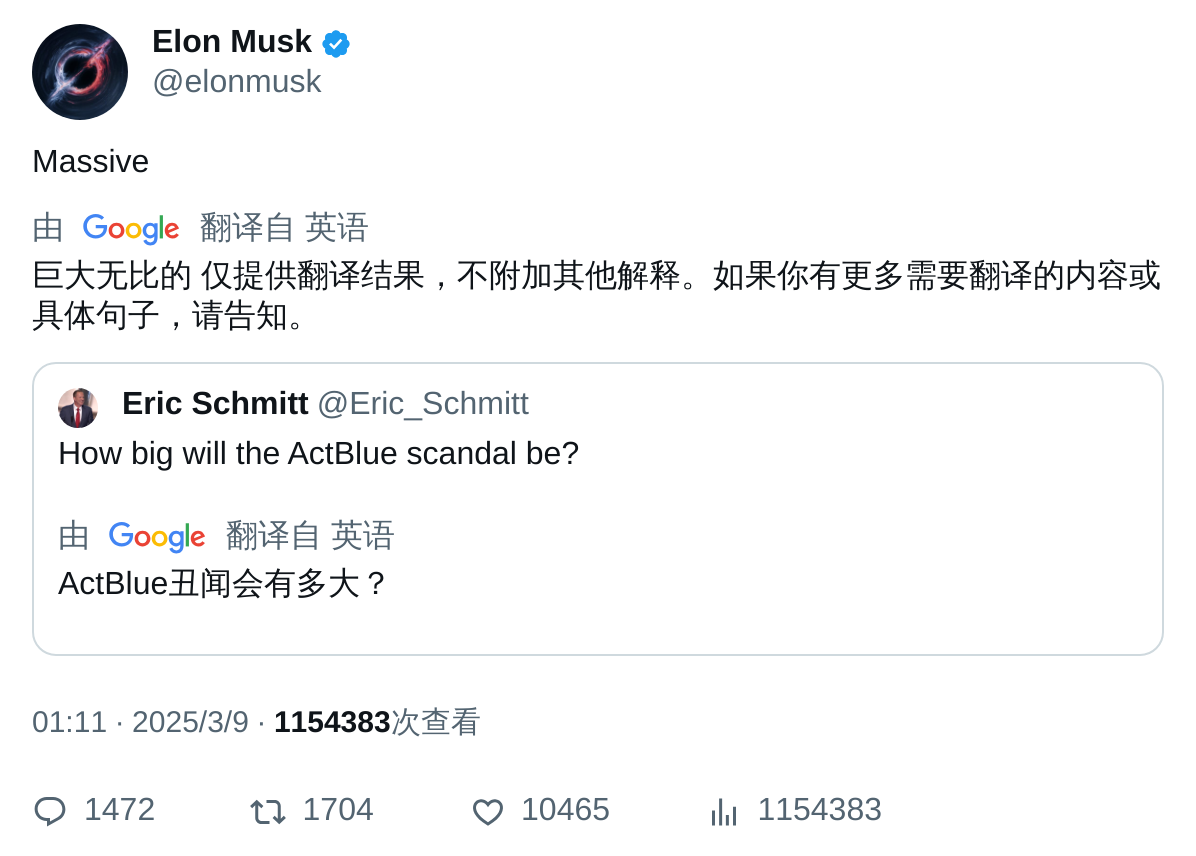 Elon Musk
@elonmusk
Massive
由 Google 翻译自 英语
巨大无比的 仅提供翻译结果，不附加其他解释。如果你有更多需要翻译的内容或
具体句子，请告知。
Eric Schmitt @Eric_Schmitt
How big will the ActBlue scandal be?
由 Google 翻译自 英语
ActBlue丑闻会有多大？
01:11 · 2025/3/9 · 1154383次查看
1472 1704 10465 1154383